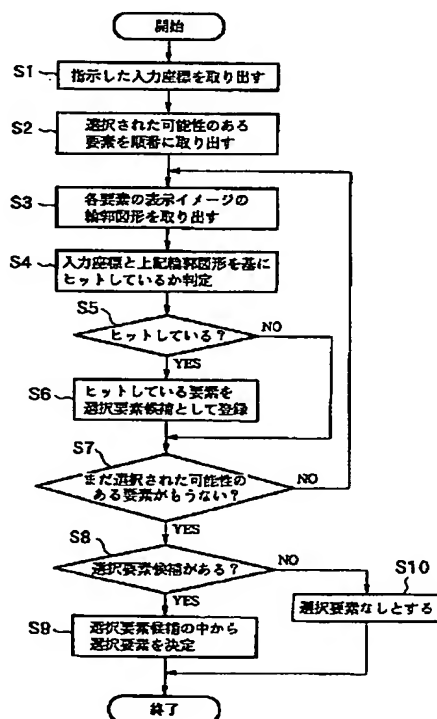 開始
S1
指示した入力座標を取り出す
S2
選択された可能性のある
要素を順番に取り出す
S3
各要素の表示イメージの
輪郭図形を取り出す
S4
入力座標と上記輪郭図形を基に
ヒットしているか判定
S5
ヒットしている？
NO
YES
S6
ヒットしている要素を
選択要素候補として登録
S7
まだ選択された可能性の
ある要素がもうない？
NO
YES
S8
選択要素候補がある？
NO
YES
S10
選択要素なしとする
S9
選択要素候補の中から
選択要素を決定
終了